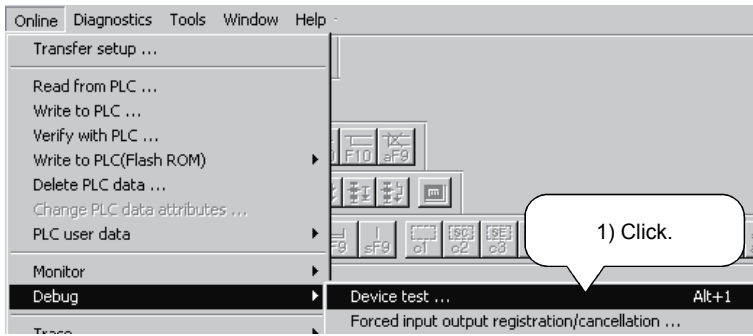 Online Diagnostics Tools Window Help
Transfer setup ...
Read from PLC ...
Write to PLC ...
Verify with PLC ...
Write to PLC(Flash ROM)
F10 aF9
Delete PLC data ...
Change PLC data attributes ...
PLC user data
F9 sF9 c1 c2 c3
1) Click.
Monitor
Debug
Device test ... Alt+1
Forced input output registration/cancellation ...
Trace